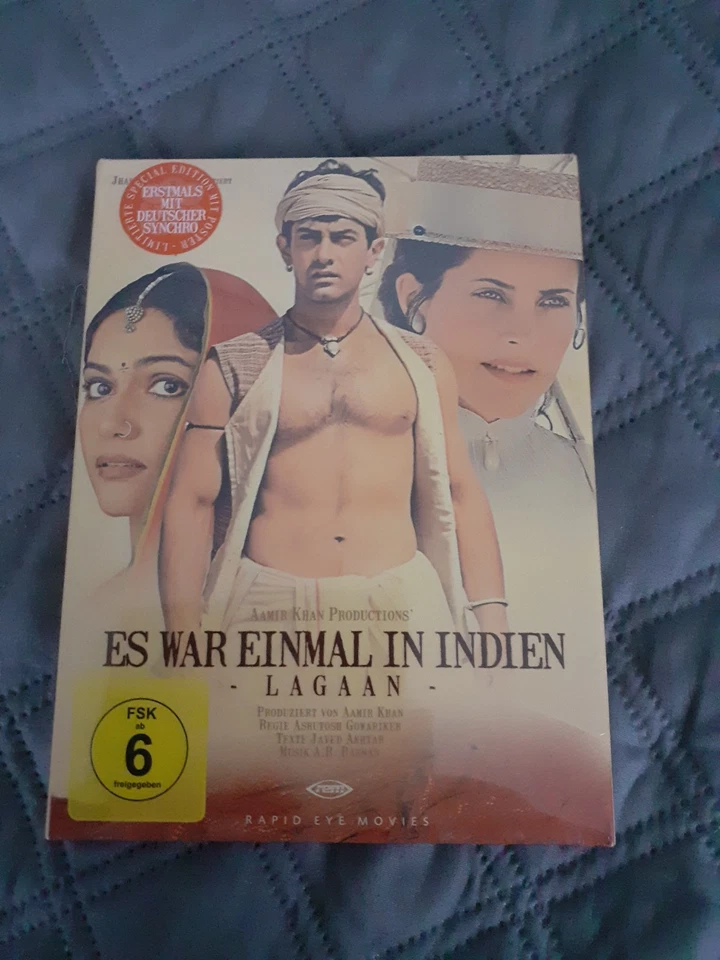 LIMITIERTE SPECIAL EDITION MIT POSTER
ERSTMALS
MIT
DEUTSCHER
SYNCHRO
AAMIR KHAN PRODUCTIONS'
ES WAR EINMAL IN INDIEN
- LAGAAN -
PRODUZIERT VON AAMIR KHAN
REGIE ASHUTOSH GOWARIKER
TEXTE JAVED AKHTAR
MUSIK A.R. RAHMAN
FSK
ab
6
freigegeben
RAPID EYE MOVIES